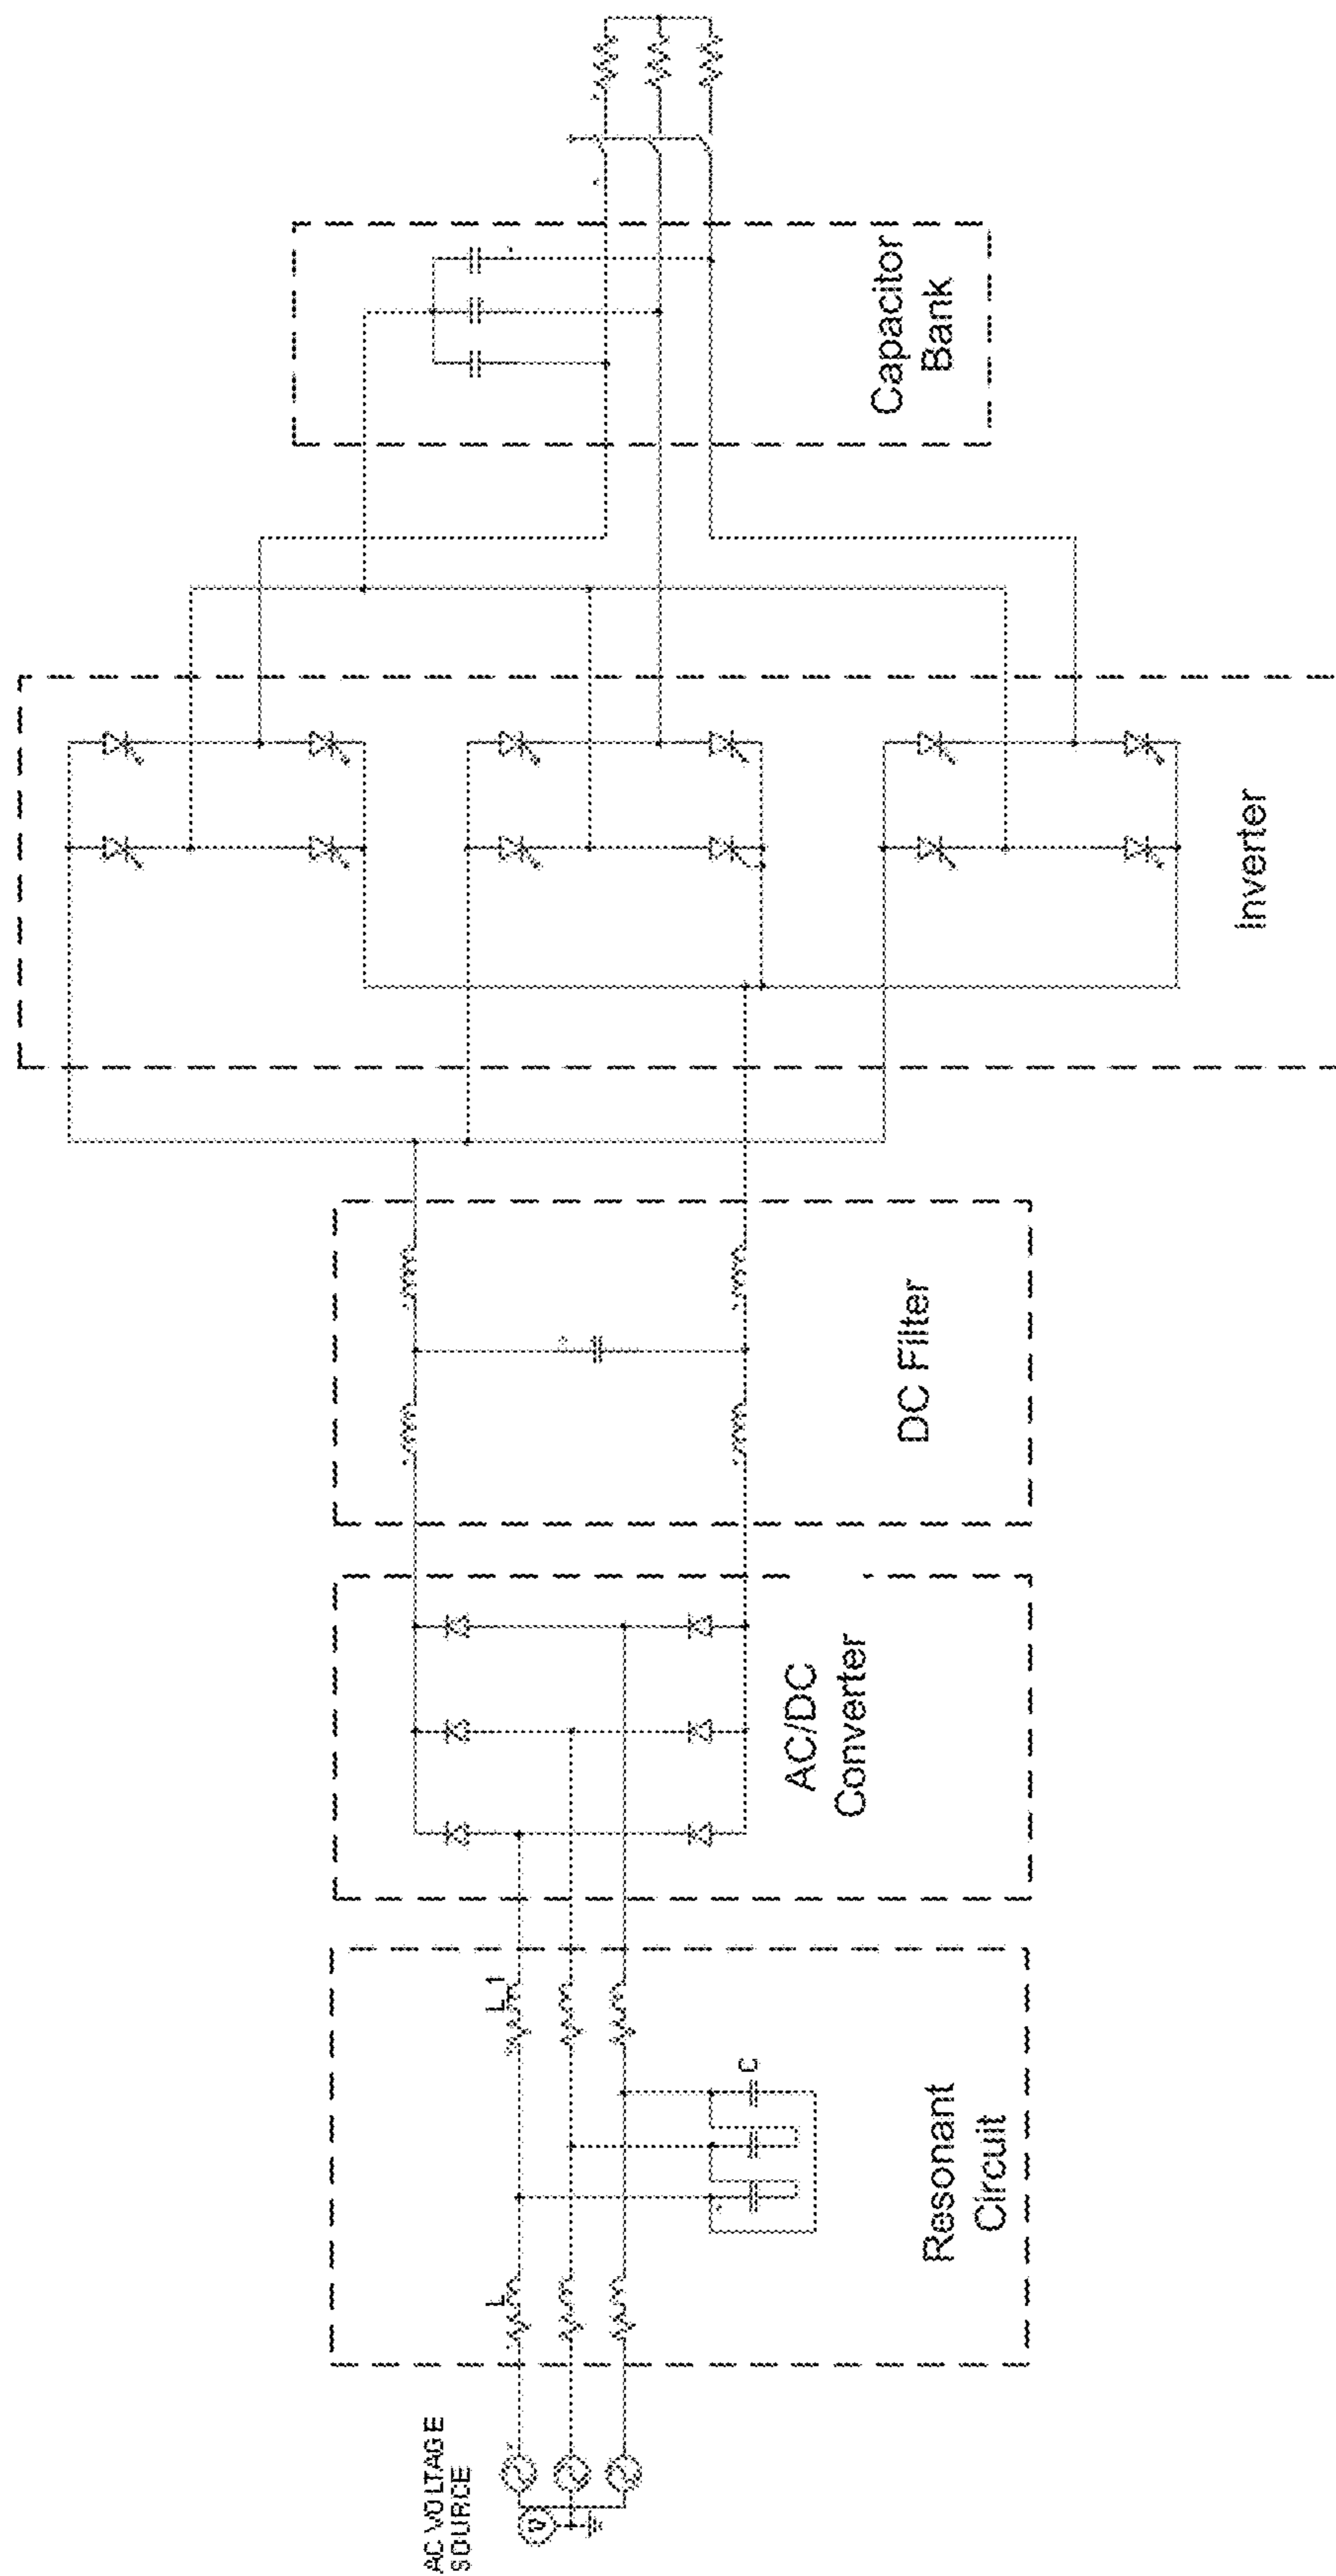 AC VOLTAGE
SOURCE
L
L1
C
Resonant
Circuit
AC/DC
Converter
DC Filter
Inverter
Capacitor
Bank
V